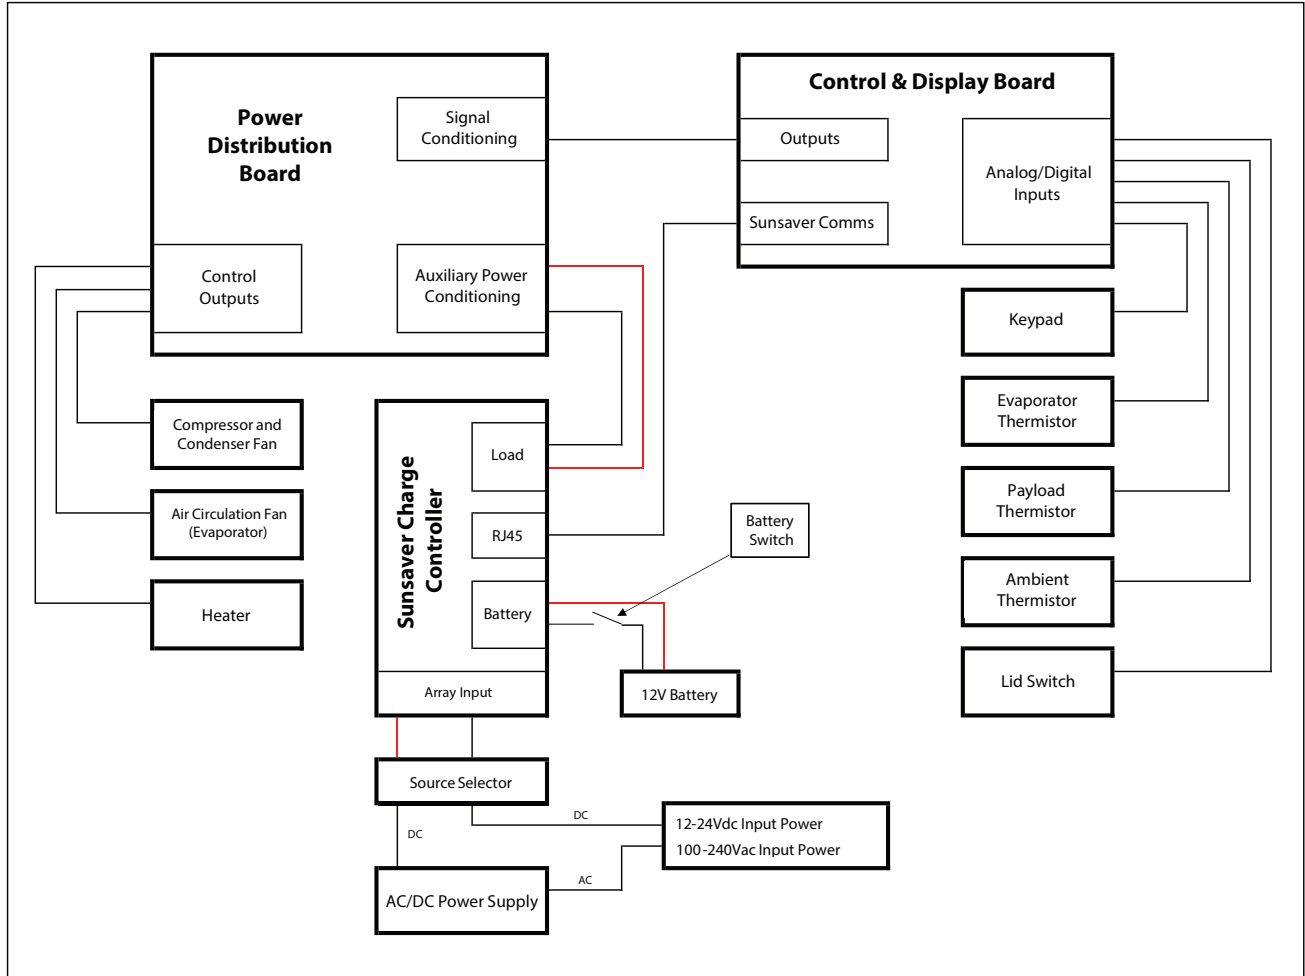 Power
Distribution
Board
Signal
Conditioning
Control
Outputs
Auxiliary Power
Conditioning
Control & Display Board
Outputs
Analog/Digital
Inputs
Sunsaver Comms
Keypad
Evaporator
Thermistor
Payload
Thermistor
Ambient
Thermistor
Lid Switch
Compressor and
Condenser Fan
Air Circulation Fan
(Evaporator)
Heater
Sunsaver Charge
Controller
Load
RJ45
Battery
Array Input
Battery
Switch
12V Battery
Source Selector
DC
DC
12-24Vdc Input Power
100-240Vac Input Power
AC
AC/DC Power Supply